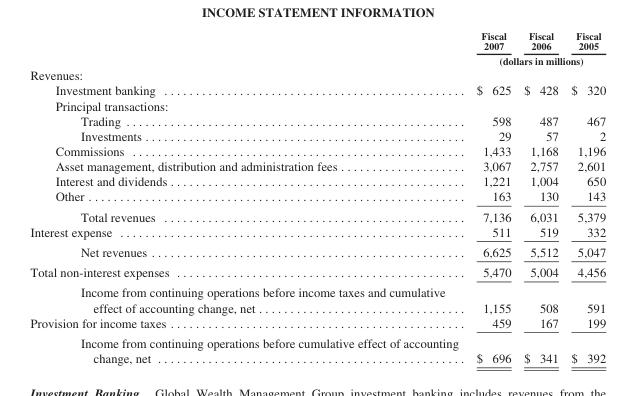 INCOME STATEMENT INFORMATION
Fiscal 2007 Fiscal 2006 Fiscal 2005
(dollars in millions)
Revenues:
Investment banking $ 625 $ 428 $ 320
Principal transactions:
Trading 598 487 467
Investments 29 57 2
Commissions 1,433 1,168 1,196
Asset management, distribution and administration fees 3,067 2,757 2,601
Interest and dividends 1,221 1,004 650
Other 163 130 143
Total revenues 7,136 6,031 5,379
Interest expense 511 519 332
Net revenues 6,625 5,512 5,047
Total non-interest expenses 5,470 5,004 4,456
Income from continuing operations before income taxes and cumulative
effect of accounting change, net 1,155 508 591
Provision for income taxes 459 167 199
Income from continuing operations before cumulative effect of accounting
change, net $ 696 $ 341 $ 392
Investment Banking. Global Wealth Management Group investment banking includes revenues from the